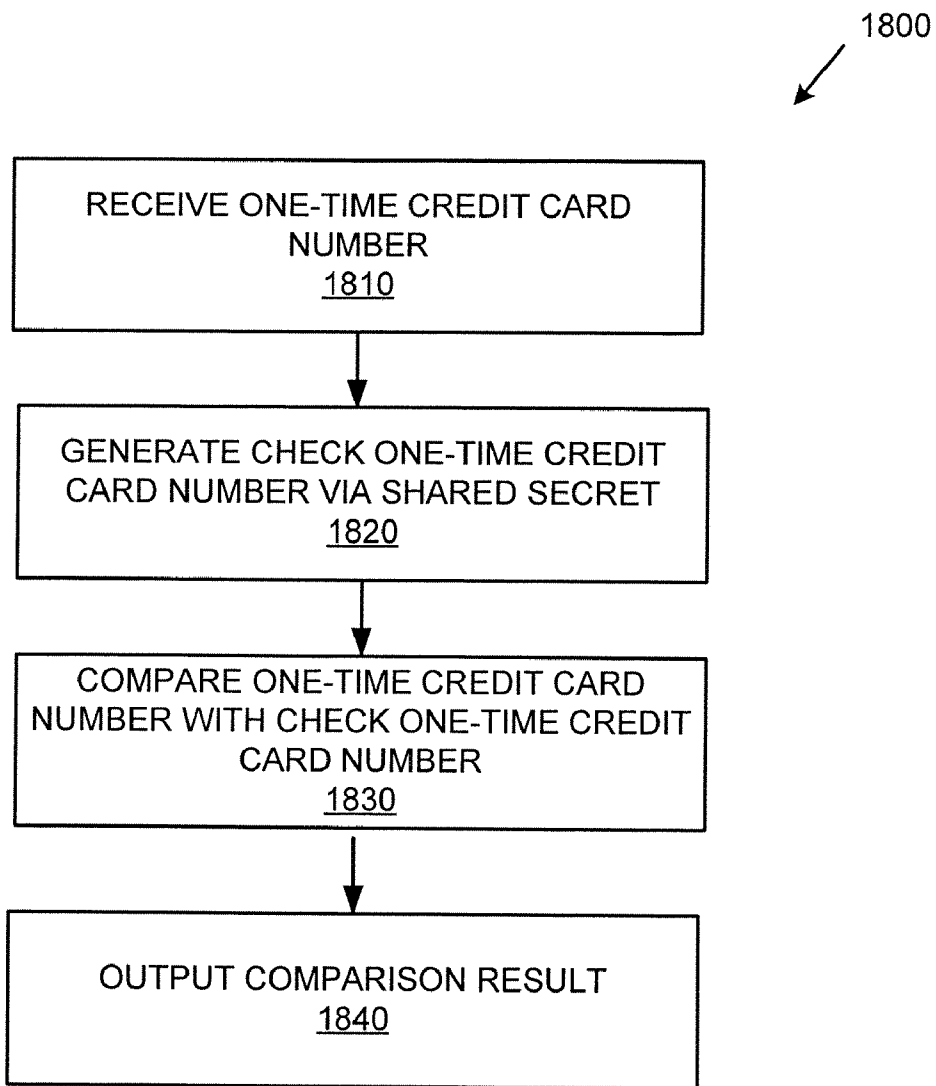 1800
RECEIVE ONE-TIME CREDIT CARD
NUMBER
1810
GENERATE CHECK ONE-TIME CREDIT
CARD NUMBER VIA SHARED SECRET
1820
COMPARE ONE-TIME CREDIT CARD
NUMBER WITH CHECK ONE-TIME CREDIT
CARD NUMBER
1830
OUTPUT COMPARISON RESULT
1840